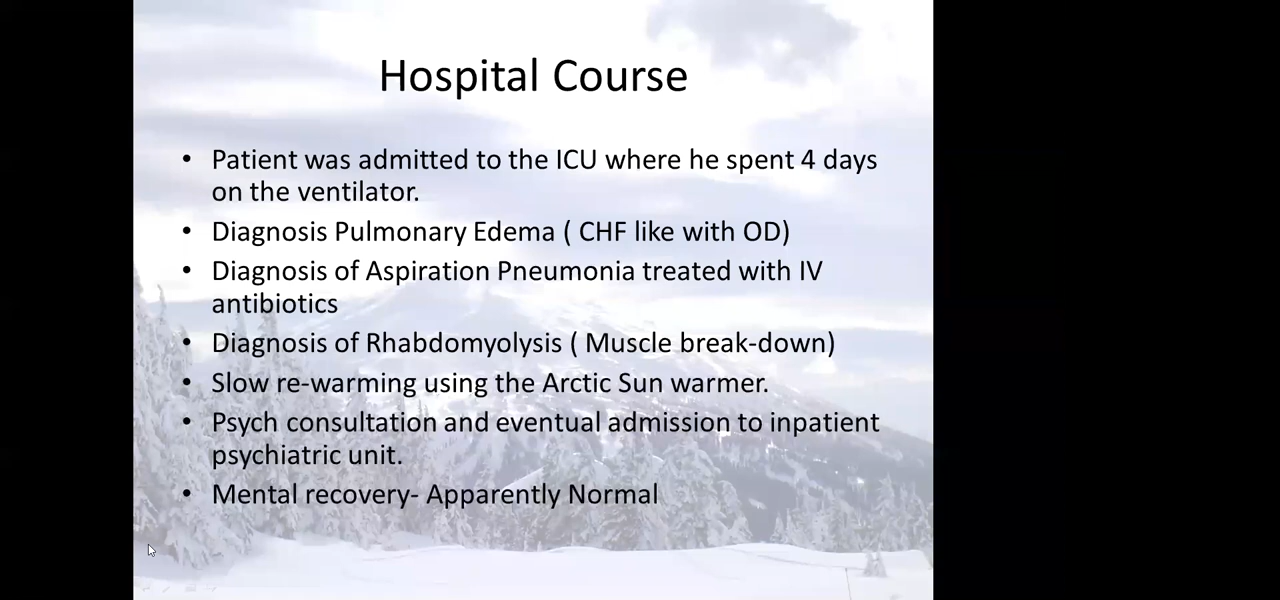 Hospital Course
• Patient was admitted to the ICU where he spent 4 days
on the ventilator.
• Diagnosis Pulmonary Edema ( CHF like with OD)
• Diagnosis of Aspiration Pneumonia treated with IV
antibiotics
• Diagnosis of Rhabdomyolysis ( Muscle break-down)
• Slow re-warming using the Arctic Sun warmer.
• Psych consultation and eventual admission to inpatient
psychiatric unit.
• Mental recovery- Apparently Normal